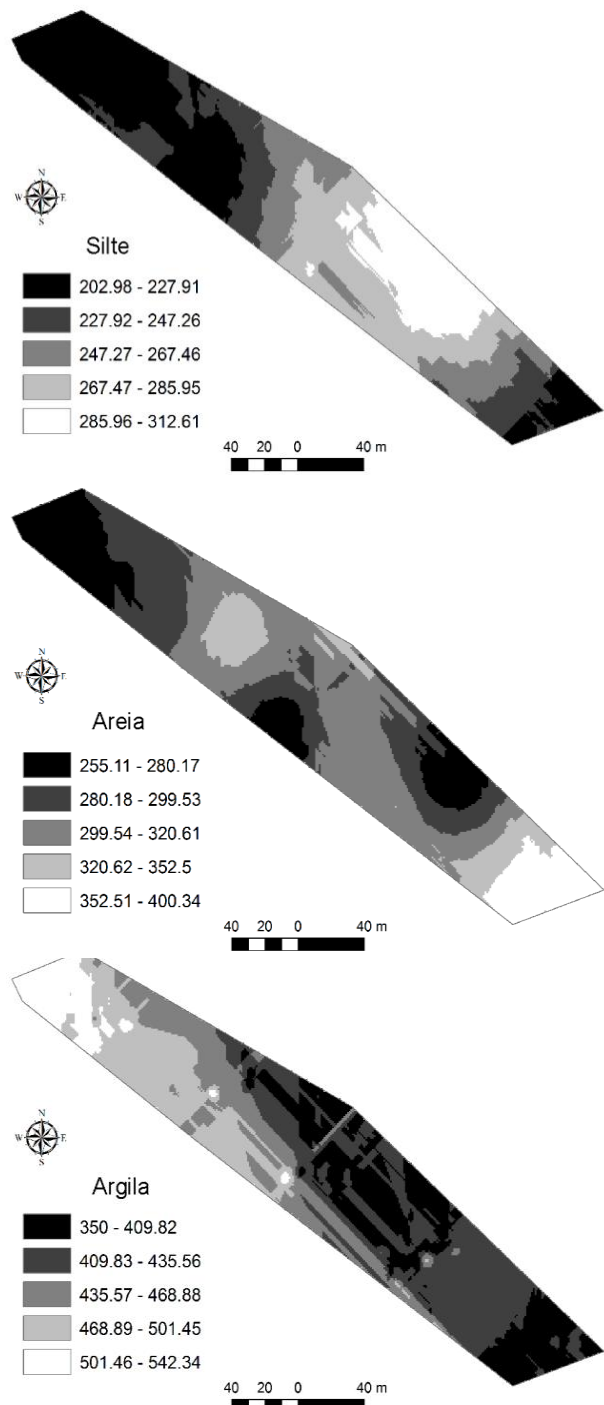 N
W E
S
Silte
202.98 - 227.91
227.92 - 247.26
247.27 - 267.46
267.47 - 285.95
285.96 - 312.61
40 20 0 40 m
N
W E
S
Areia
255.11 - 280.17
280.18 - 299.53
299.54 - 320.61
320.62 - 352.5
352.51 - 400.34
40 20 0 40 m
N
W E
S
Argila
350 - 409.82
409.83 - 435.56
435.57 - 468.88
468.89 - 501.45
501.46 - 542.34
40 20 0 40 m